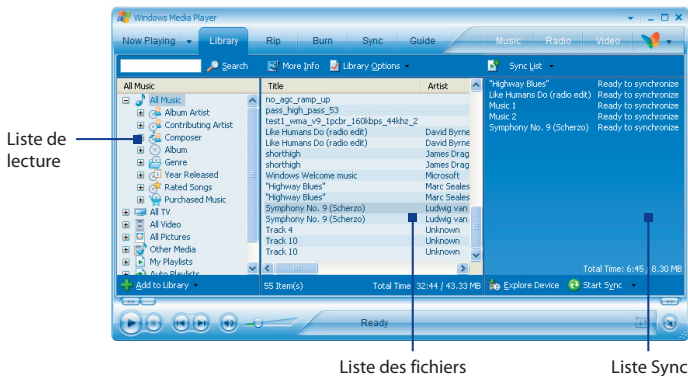 Windows Media Player
Now Playing Library Rip Burn Sync Guide Music Radio Video
Search More Info Library Options Sync List
All Music
All Music
Album Artist
Contributing Artist
Composer
Album
Genre
Year Released
Rated Songs
Purchased Music
All TV
All Video
All Pictures
Other Media
My Playlists
Auto Playlists
Add to Library
Title Artist
no_agc_ramp_up
pass_high_pass_53
test1_wma_v9_1pcbr_160kbps_44khz_2
Like Humans Do (radio edit) David Byrne
Like Humans Do (radio edit) David Byrne
shorthigh James Drag
shorthigh James Drag
Windows Welcome music Microsoft
"Highway Blues" Marc Seales
"Highway Blues" Marc Seales
Symphony No. 9 (Scherzo) Ludwig van
Symphony No. 9 (Scherzo) Ludwig van
Track 4 Unknown
Track 10 Unknown
Track 10 Unknown
55 Item(s) Total Time: 32:44 / 43.33 MB
"Highway Blues" Ready to synchronize
Like Humans Do (radio edit) Ready to synchronize
Music 1 Ready to synchronize
Music 2 Ready to synchronize
Symphony No. 9 (Scherzo) Ready to synchronize
Total Time: 6:45 / 8.30 MB
Explore Device Start Sync
Ready
Liste de
lecture
Liste des fichiers
Liste Sync